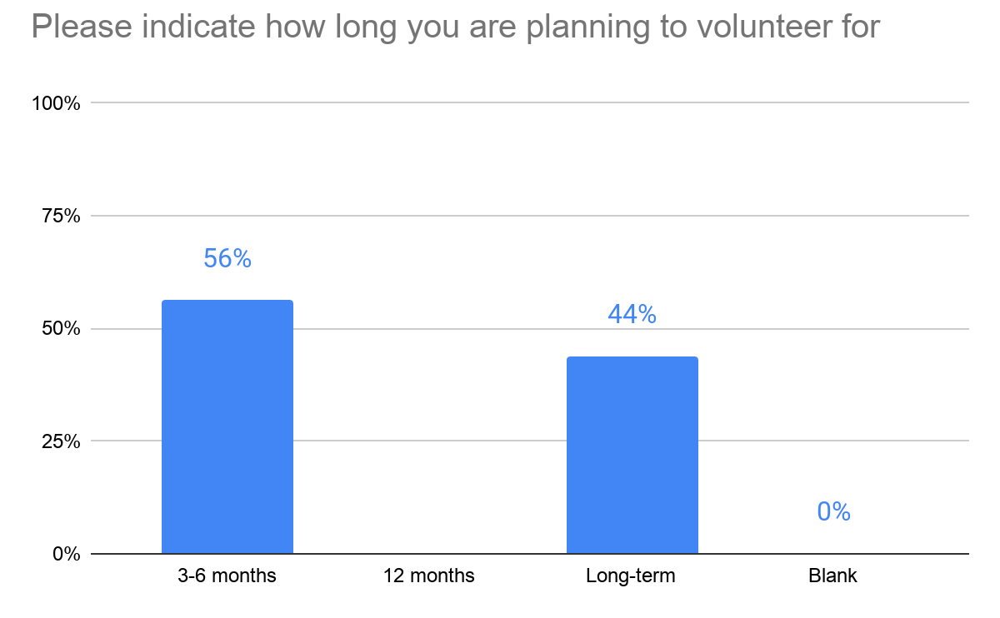 Please indicate how long you are planning to volunteer for
100%
75%
56%
44%
50%
25%
0%
0%
3-6 months
12 months
Long-term
Blank